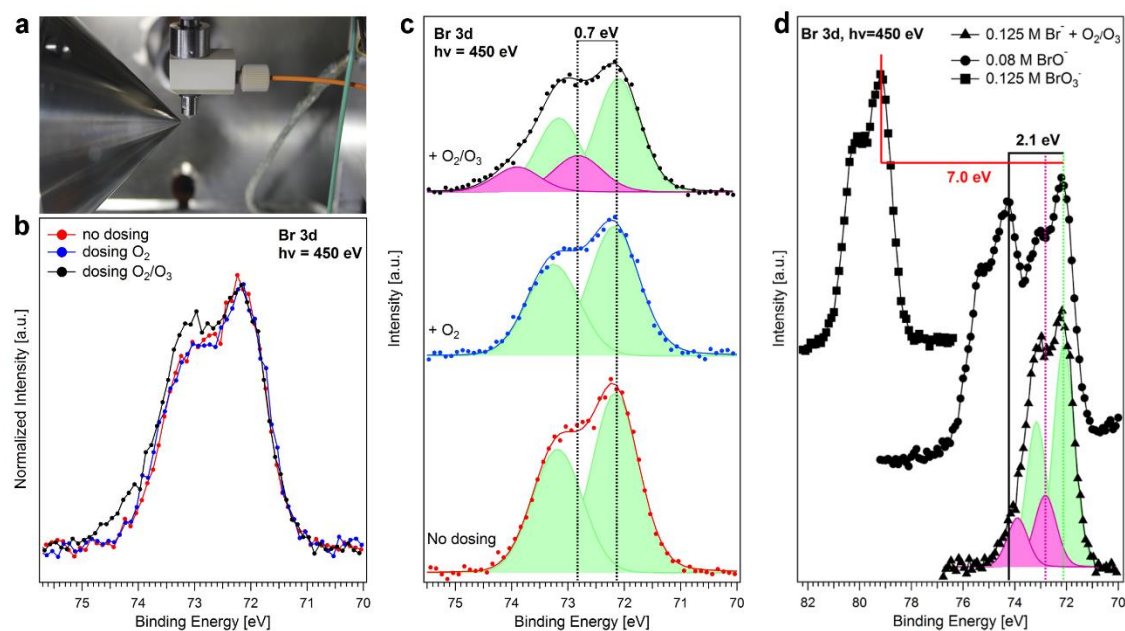 a
b
no dosing
dosing O₂
dosing O₂/O₃
Br 3d
hν = 450 eV
Normalized Intensity [a.u.]
75 74 73 72 71 70
Binding Energy [eV]
c
Br 3d
hν = 450 eV
0.7 eV
+ O₂/O₃
+ O₂
No dosing
Intensity [a.u.]
75 74 73 72 71 70
Binding Energy [eV]
d
Br 3d, hν=450 eV
0.125 M Br⁻ + O₂/O₃
0.08 M BrO⁻
0.125 M BrO₃⁻
2.1 eV
7.0 eV
Intensity [a.u.]
82 80 78 76 74 72 70
Binding Energy [eV]